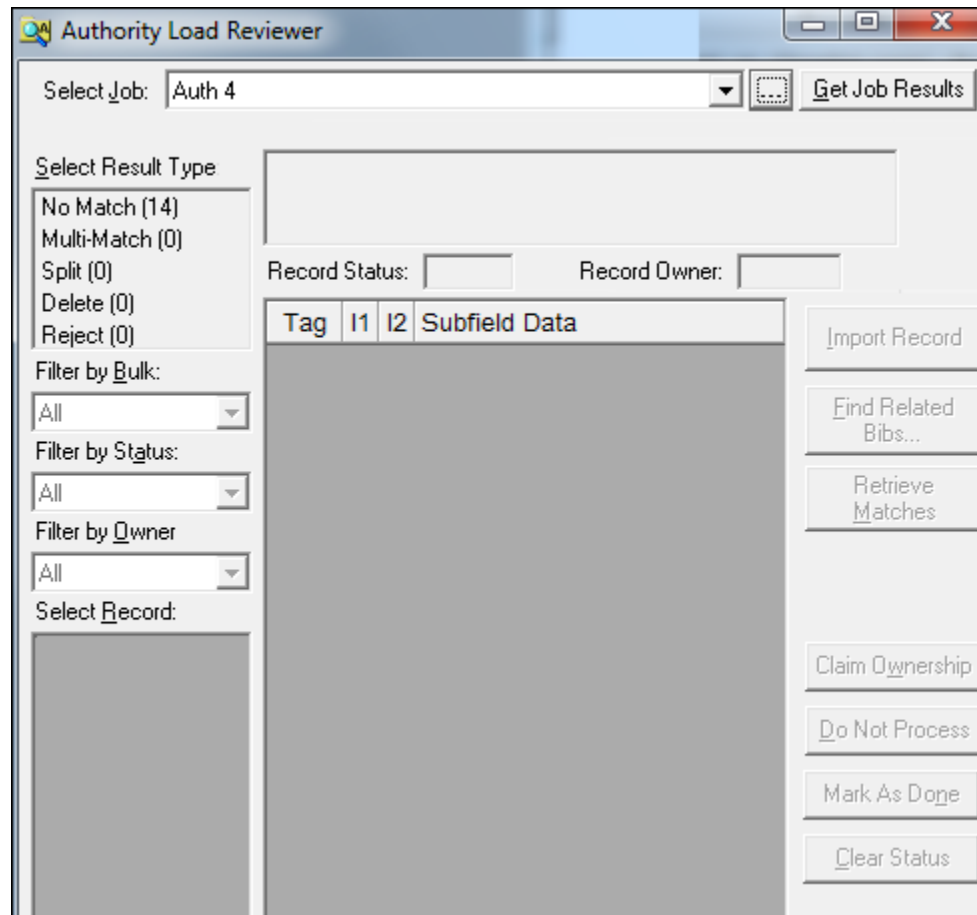 Authority Load Reviewer
Select Job: Auth 4 ... Get Job Results
Select Result Type
No Match (14)
Multi-Match (0)
Split (0)
Delete (0)
Reject (0)
Record Status: Record Owner:
Tag I1 I2 Subfield Data
Filter by Bulk:
All
Filter by Status:
All
Filter by Owner
All
Select Record:
Import Record
Find Related
Bibs...
Retrieve
Matches
Claim Ownership
Do Not Process
Mark As Done
Clear Status